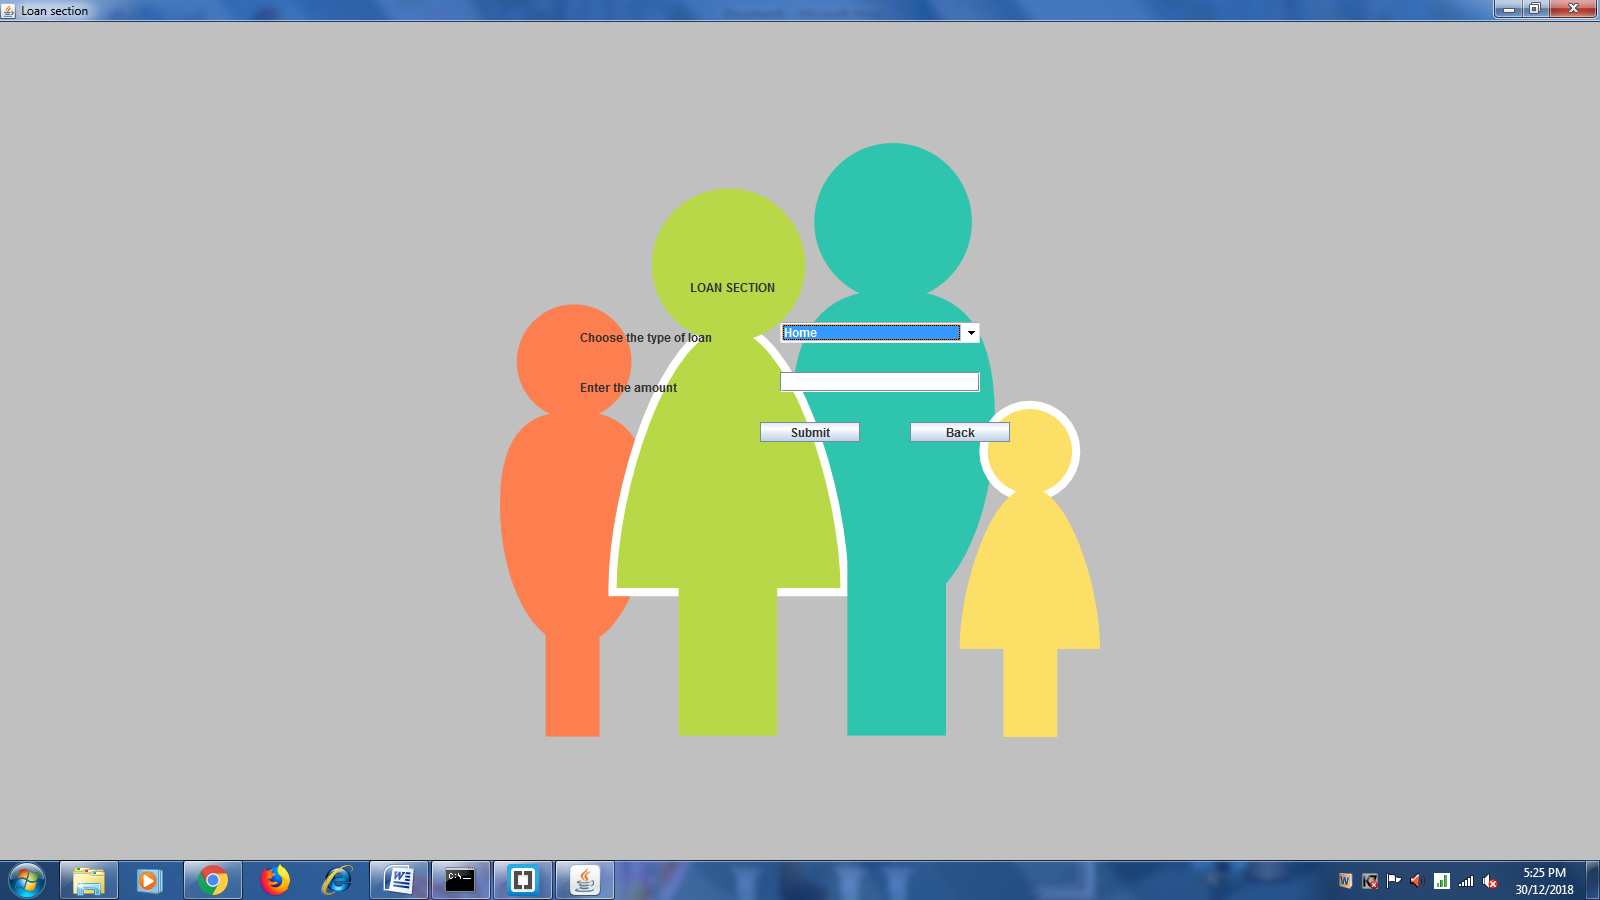 Loan section
LOAN SECTION
Choose the type of loan
Home
Enter the amount
Submit
Back
C:\_
5:25 PM
30/12/2018